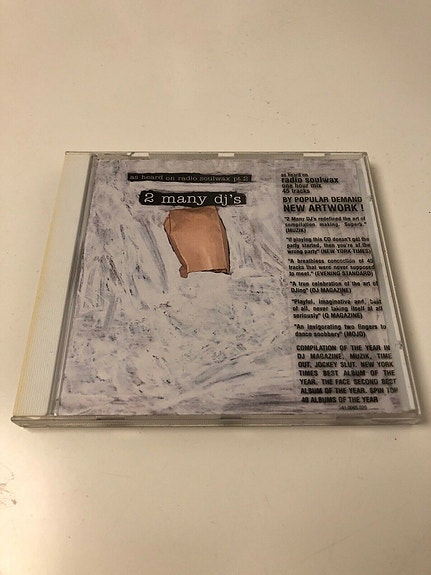 as heard on radio soulwax pt.2
2 many dj's
as heard on
radio soulwax
one hour mix
45 tracks
BY POPULAR DEMAND
NEW ARTWORK !
"2 Many DJ's redefined the art of
compilation making. Superb."
(MUZIK)
"If playing this CD doesn't get the
party started, then you're at the
wrong party" (NEW YORK TIMES)
"A breathless connection of 45
tracks that were never supposed
to meet." (EVENING STANDARD)
"A true celebration of the art of
DJing" (DJ MAGAZINE)
"Playful, imaginative and, best
of all, never taking itself at all
seriously" (Q MAGAZINE)
"An invigorating two fingers to
dance snobbery" (MOJO)
COMPILATION OF THE YEAR IN
DJ MAGAZINE, MUZIK, TIME
OUT, JOCKEY SLUT. NEW YORK
TIMES BEST ALBUM OF THE
YEAR. THE FACE SECOND BEST
ALBUM OF THE YEAR. SPIN TOP
40 ALBUMS OF THE YEAR